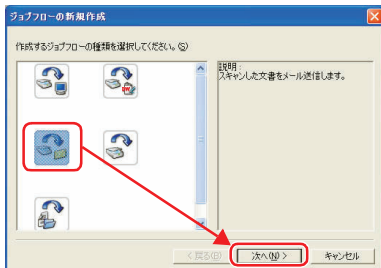 ジョブフローの新規作成
作成するジョブフローの種類を選択してください。(S)
説明:
スキャンした文書をメール送信します。
< 戻る(B)
次へ(N) >
キャンセル